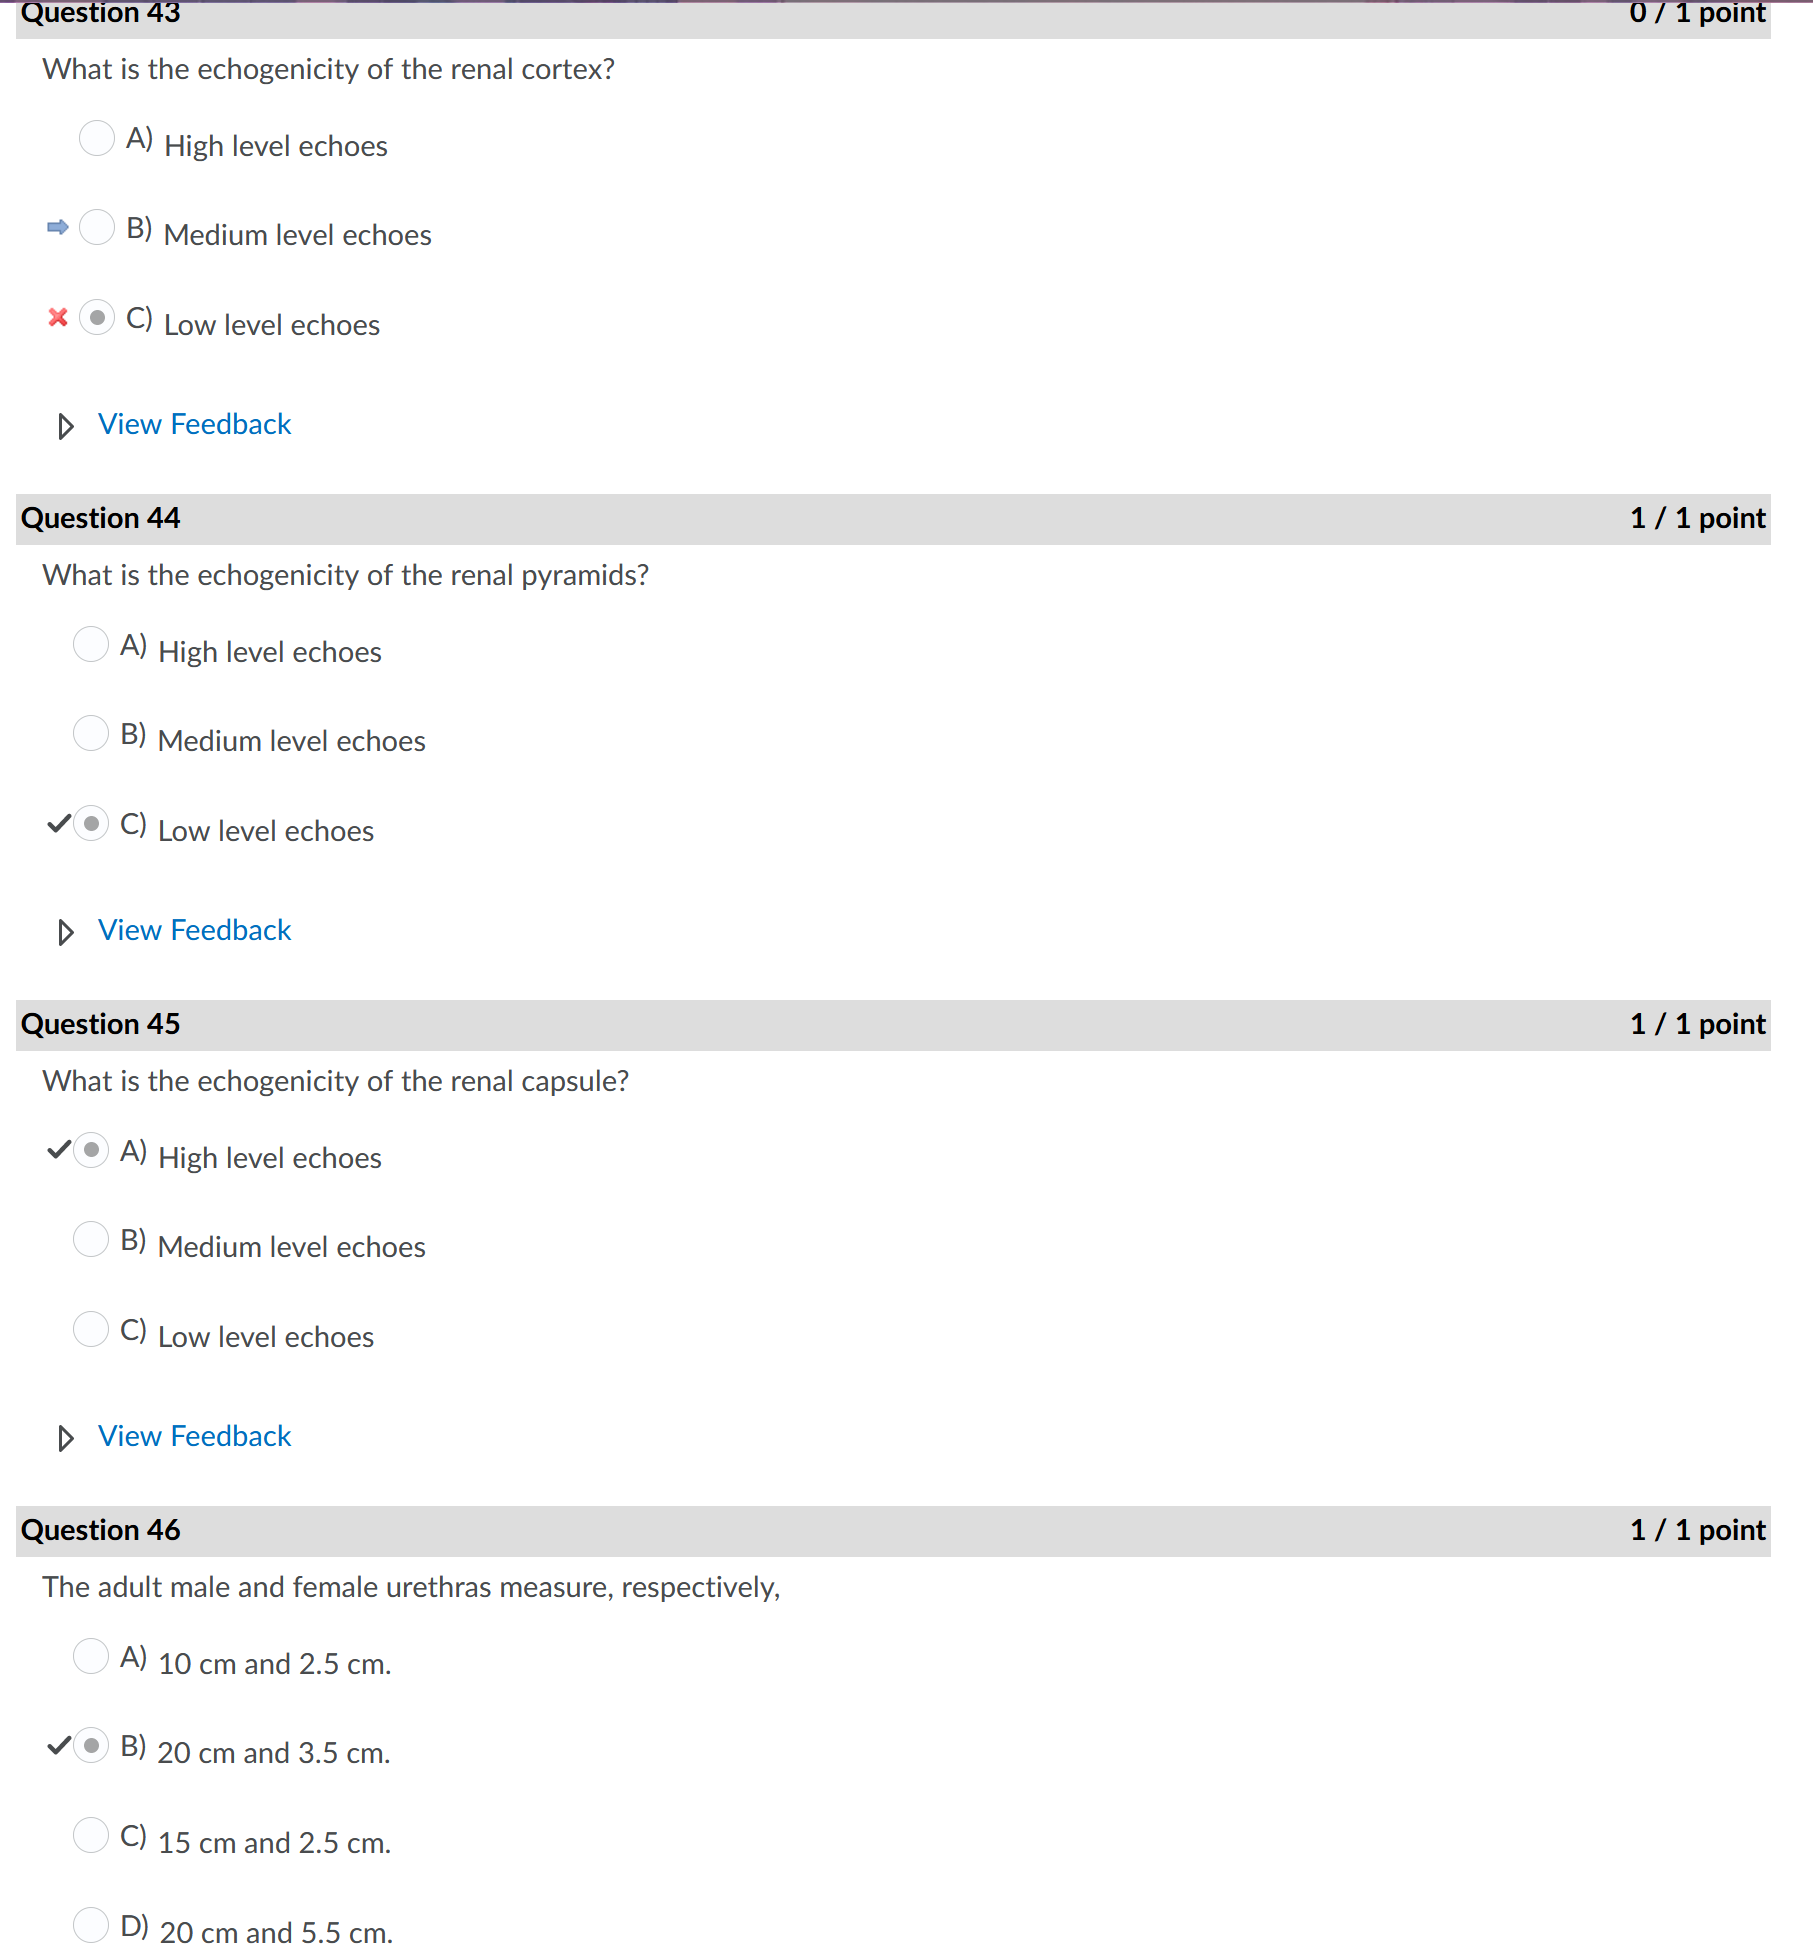 Question 43 0 / 1 point
What is the echogenicity of the renal cortex?
A) High level echoes
B) Medium level echoes
C) Low level echoes
View Feedback
Question 44 1 / 1 point
What is the echogenicity of the renal pyramids?
A) High level echoes
B) Medium level echoes
C) Low level echoes
View Feedback
Question 45 1 / 1 point
What is the echogenicity of the renal capsule?
A) High level echoes
B) Medium level echoes
C) Low level echoes
View Feedback
Question 46 1 / 1 point
The adult male and female urethras measure, respectively,
A) 10 cm and 2.5 cm.
B) 20 cm and 3.5 cm.
C) 15 cm and 2.5 cm.
D) 20 cm and 5.5 cm.